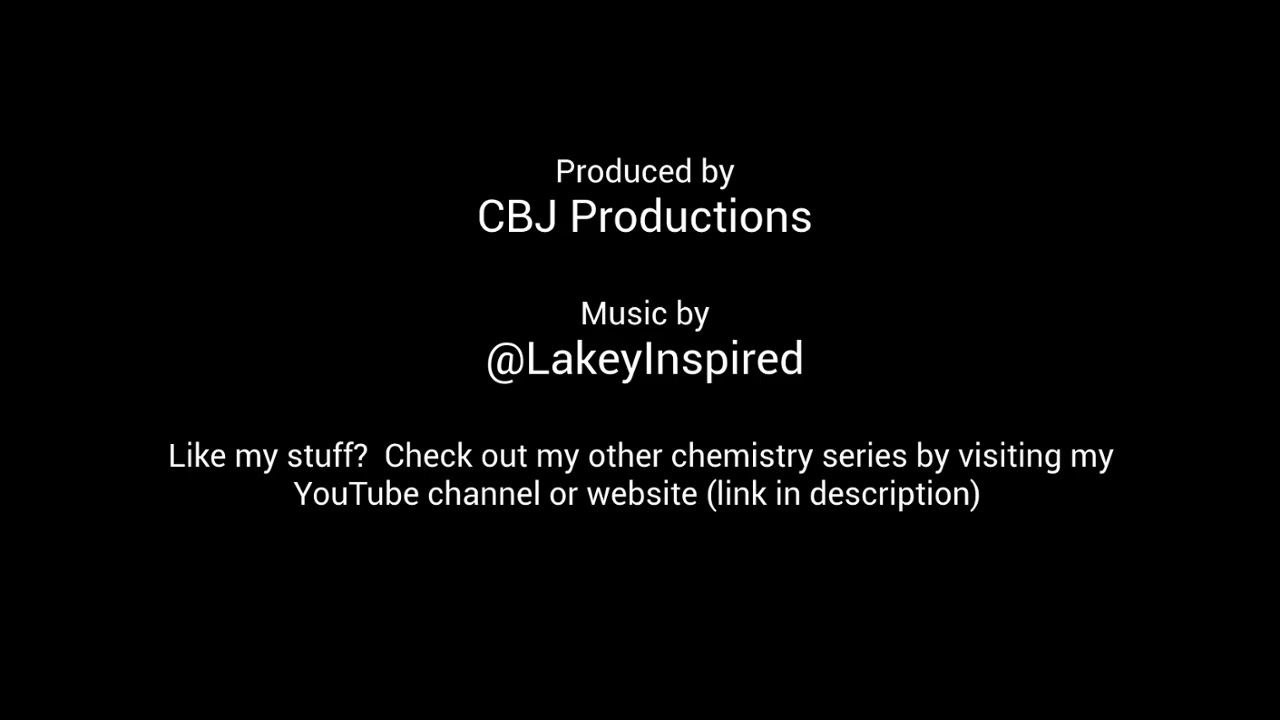 Produced by
CBJ Productions
Music by
@LakeyInspired
Like my stuff?  Check out my other chemistry series by visiting my
YouTube channel or website (link in description)